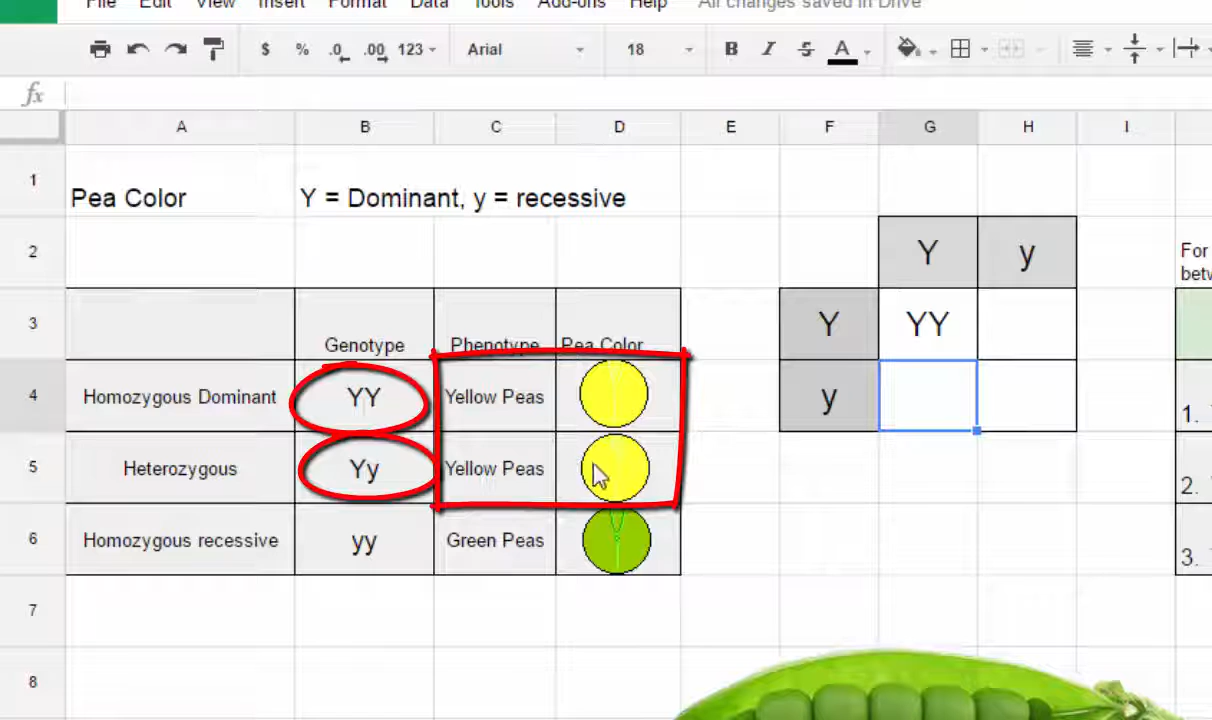 File Edit View Insert Format Data Tools Add-ons Help All changes saved in Drive
$ % .0 .00 123 Arial 18 B I S A
fx
A B C D E F G H I
1 Pea Color Y = Dominant, y = recessive
2 Y y For
betw
3 Genotype Phenotype Pea Color Y YY
4 Homozygous Dominant YY Yellow Peas y 1.
5 Heterozygous Yy Yellow Peas 2.
6 Homozygous recessive yy Green Peas 3.
7
8